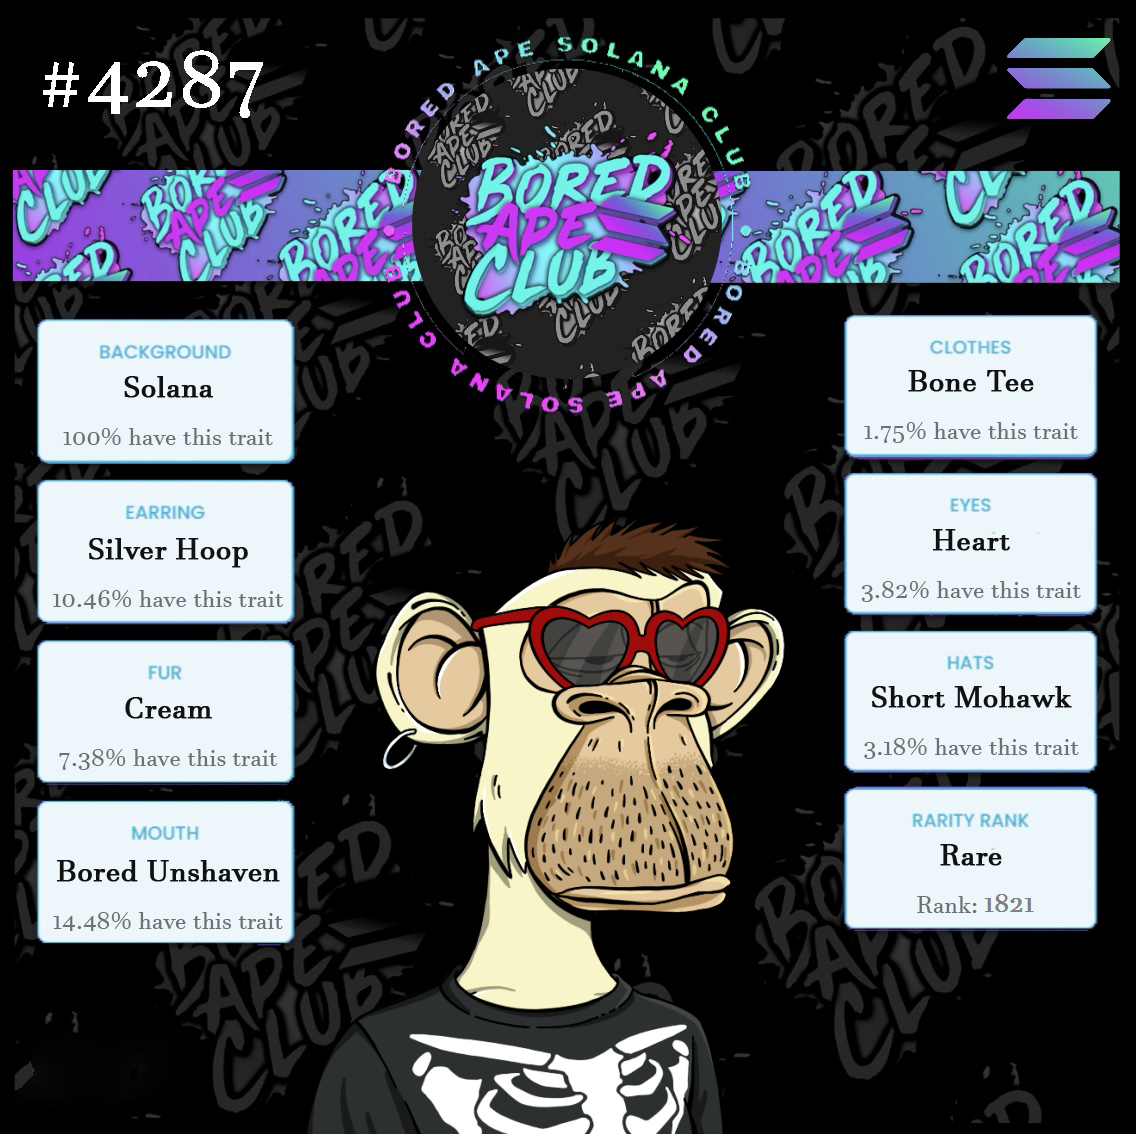 #4287
BORED APE SOLANA CLUB
BORED
APE
CLUB
BORED APE SOLANA CLUB
BACKGROUND
Solana
100% have this trait
EARRING
Silver Hoop
10.46% have this trait
FUR
Cream
7.38% have this trait
MOUTH
Bored Unshaven
14.48% have this trait
CLOTHES
Bone Tee
1.75% have this trait
EYES
Heart
3.82% have this trait
HATS
Short Mohawk
3.18% have this trait
RARITY RANK
Rare
Rank: 1821